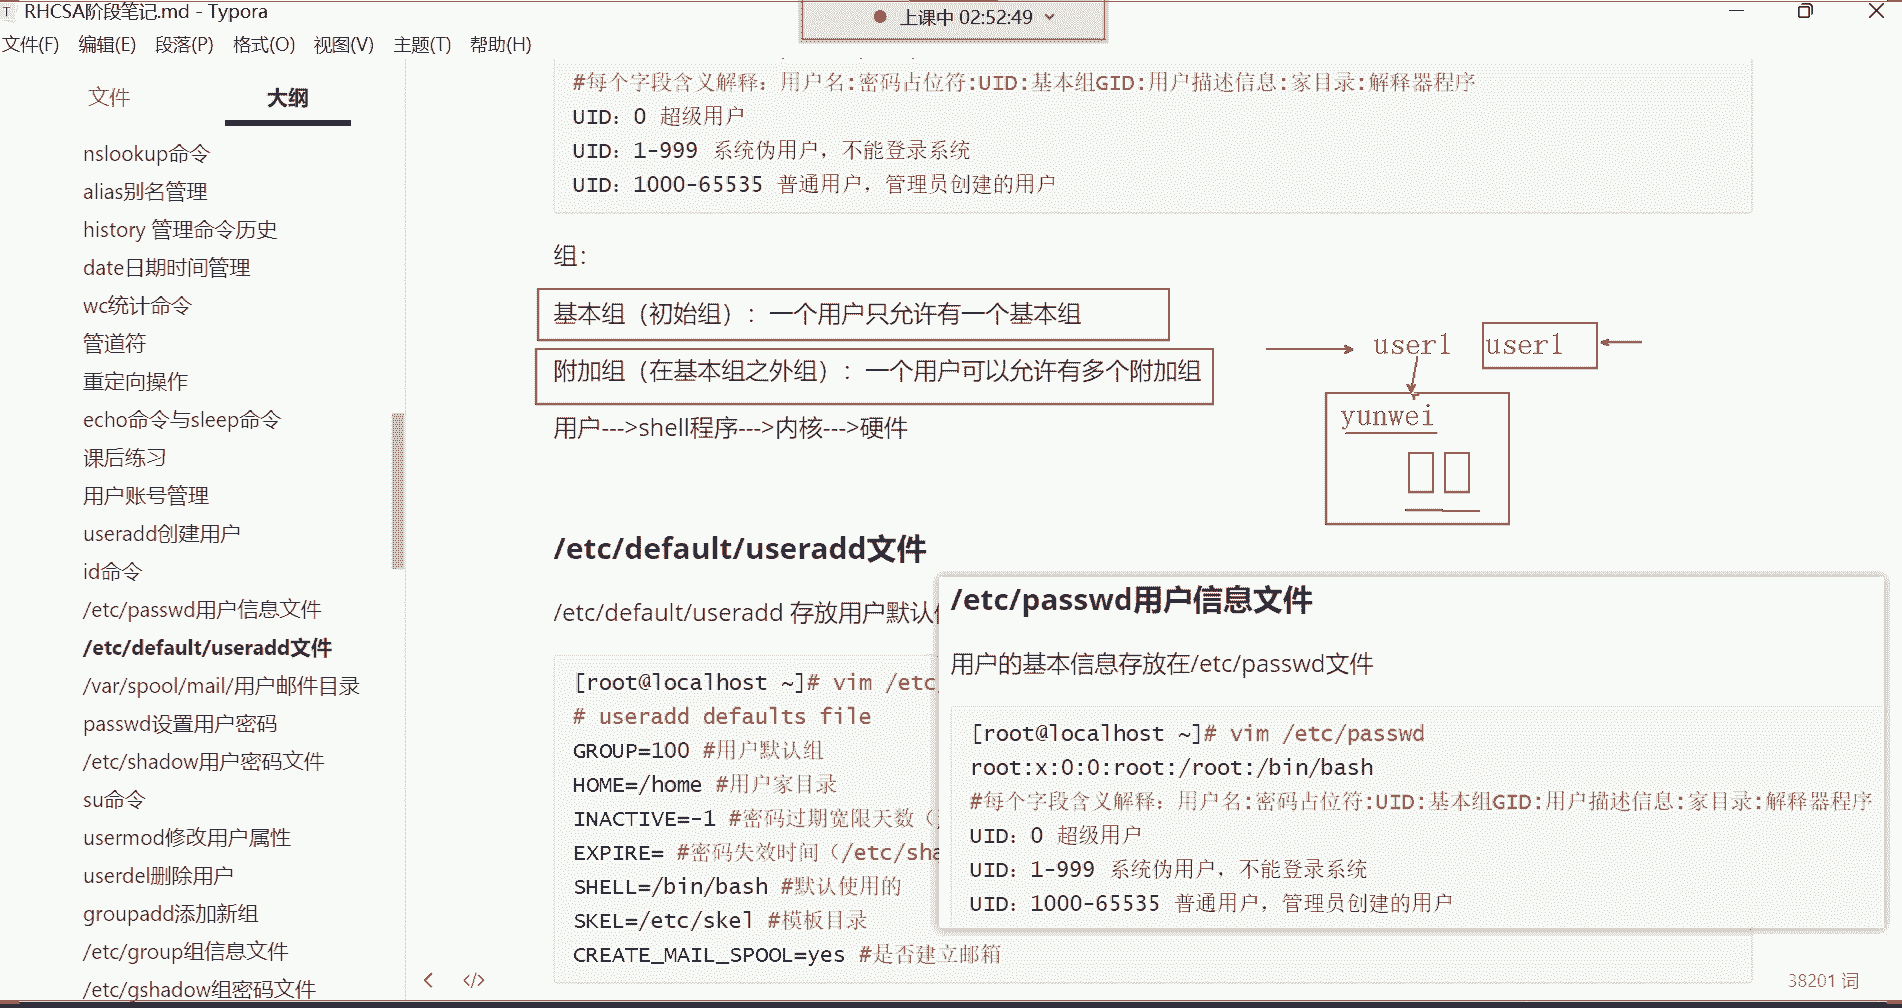 RHCSA阶段笔记.md - Typora
上课中 02:52:49
文件(F) 编辑(E) 段落(P) 格式(O) 视图(V) 主题(T) 帮助(H)
文件 大纲
nslookup命令
alias别名管理
history 管理命令历史
date日期时间管理
wc统计命令
管道符
重定向操作
echo命令与sleep命令
课后练习
用户账号管理
useradd创建用户
id命令
/etc/passwd用户信息文件
/etc/default/useradd文件
/var/spool/mail/用户邮件目录
passwd设置用户密码
/etc/shadow用户密码文件
su命令
usermod修改用户属性
userdel删除用户
groupadd添加新组
/etc/group组信息文件
/etc/gshadow组密码文件
#每个字段含义解释：用户名:密码占位符:UID:基本组GID:用户描述信息:家目录:解释器程序
UID：0 超级用户
UID：1-999 系统伪用户，不能登录系统
UID：1000-65535 普通用户，管理员创建的用户
组：
基本组（初始组）：一个用户只允许有一个基本组
附加组（在基本组之外组）：一个用户可以允许有多个附加组
用户--->shell程序--->内核--->硬件
user1 user1
yunwei
/etc/default/useradd文件
/etc/default/useradd 存放用户默认
[root@localhost ~]# vim /etc
# useradd defaults file
GROUP=100 #用户默认组
HOME=/home #用户家目录
INACTIVE=-1 #密码过期宽限天数（
EXPIRE= #密码失效时间（/etc/sha
SHELL=/bin/bash #默认使用的
SKEL=/etc/skel #模板目录
CREATE_MAIL_SPOOL=yes #是否建立邮箱
/etc/passwd用户信息文件
用户的基本信息存放在/etc/passwd文件
[root@localhost ~]# vim /etc/passwd
root:x:0:0:root:/root:/bin/bash
#每个字段含义解释：用户名:密码占位符:UID:基本组GID:用户描述信息:家目录:解释器程序
UID：0 超级用户
UID：1-999 系统伪用户，不能登录系统
UID：1000-65535 普通用户，管理员创建的用户
38201 词